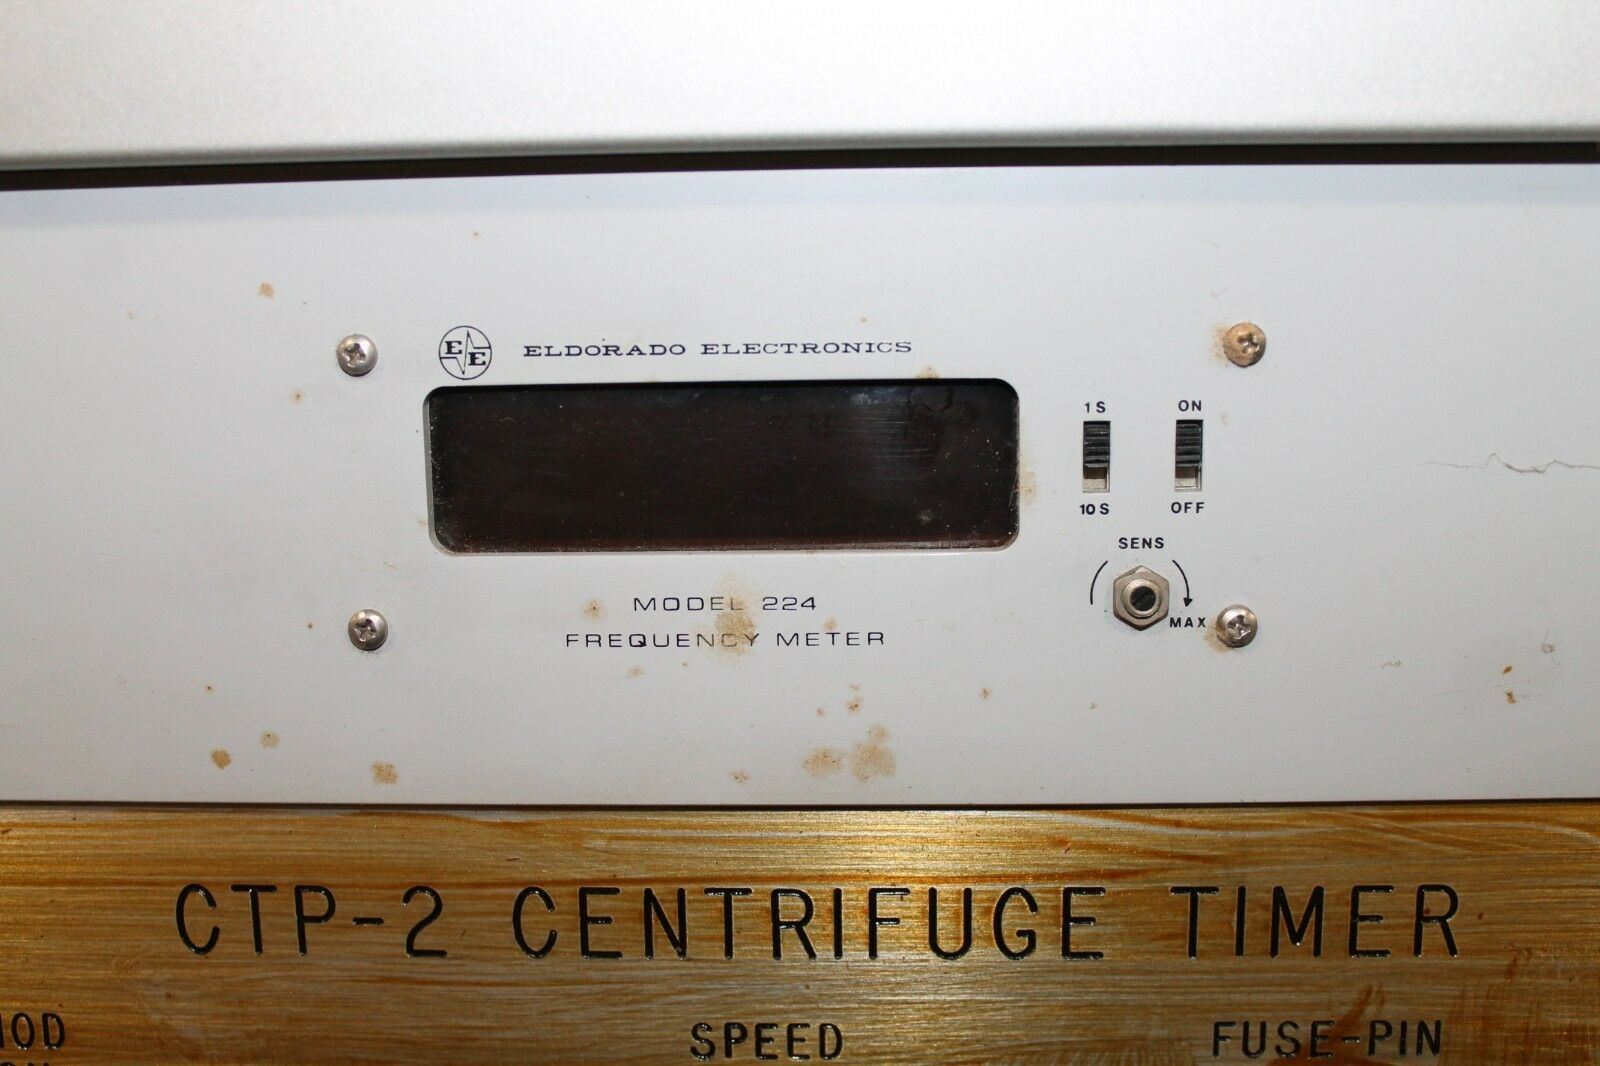 EE ELDORADO ELECTRONICS
1 S ON
10 S OFF
SENS
MAX
MODEL 224
FREQUENCY METER
CTP-2 CENTRIFUGE TIMER
SPEED FUSE-PIN